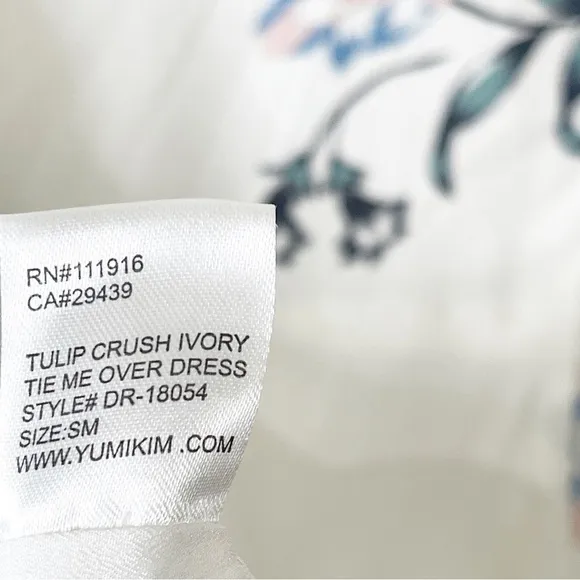 RN#111916
CA#29439
TULIP CRUSH IVORY
TIE ME OVER DRESS
STYLE# DR-18054
SIZE:SM
WWW.YUMIKIM .COM